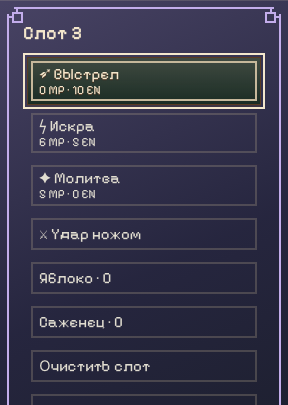 Слот 3
Выстрел
0 MP · 10 EN
Искра
6 MP · 5 EN
Молитва
5 MP · 0 EN
Удар ножом
Яблоко · 0
Саженец · 0
Очистить слот